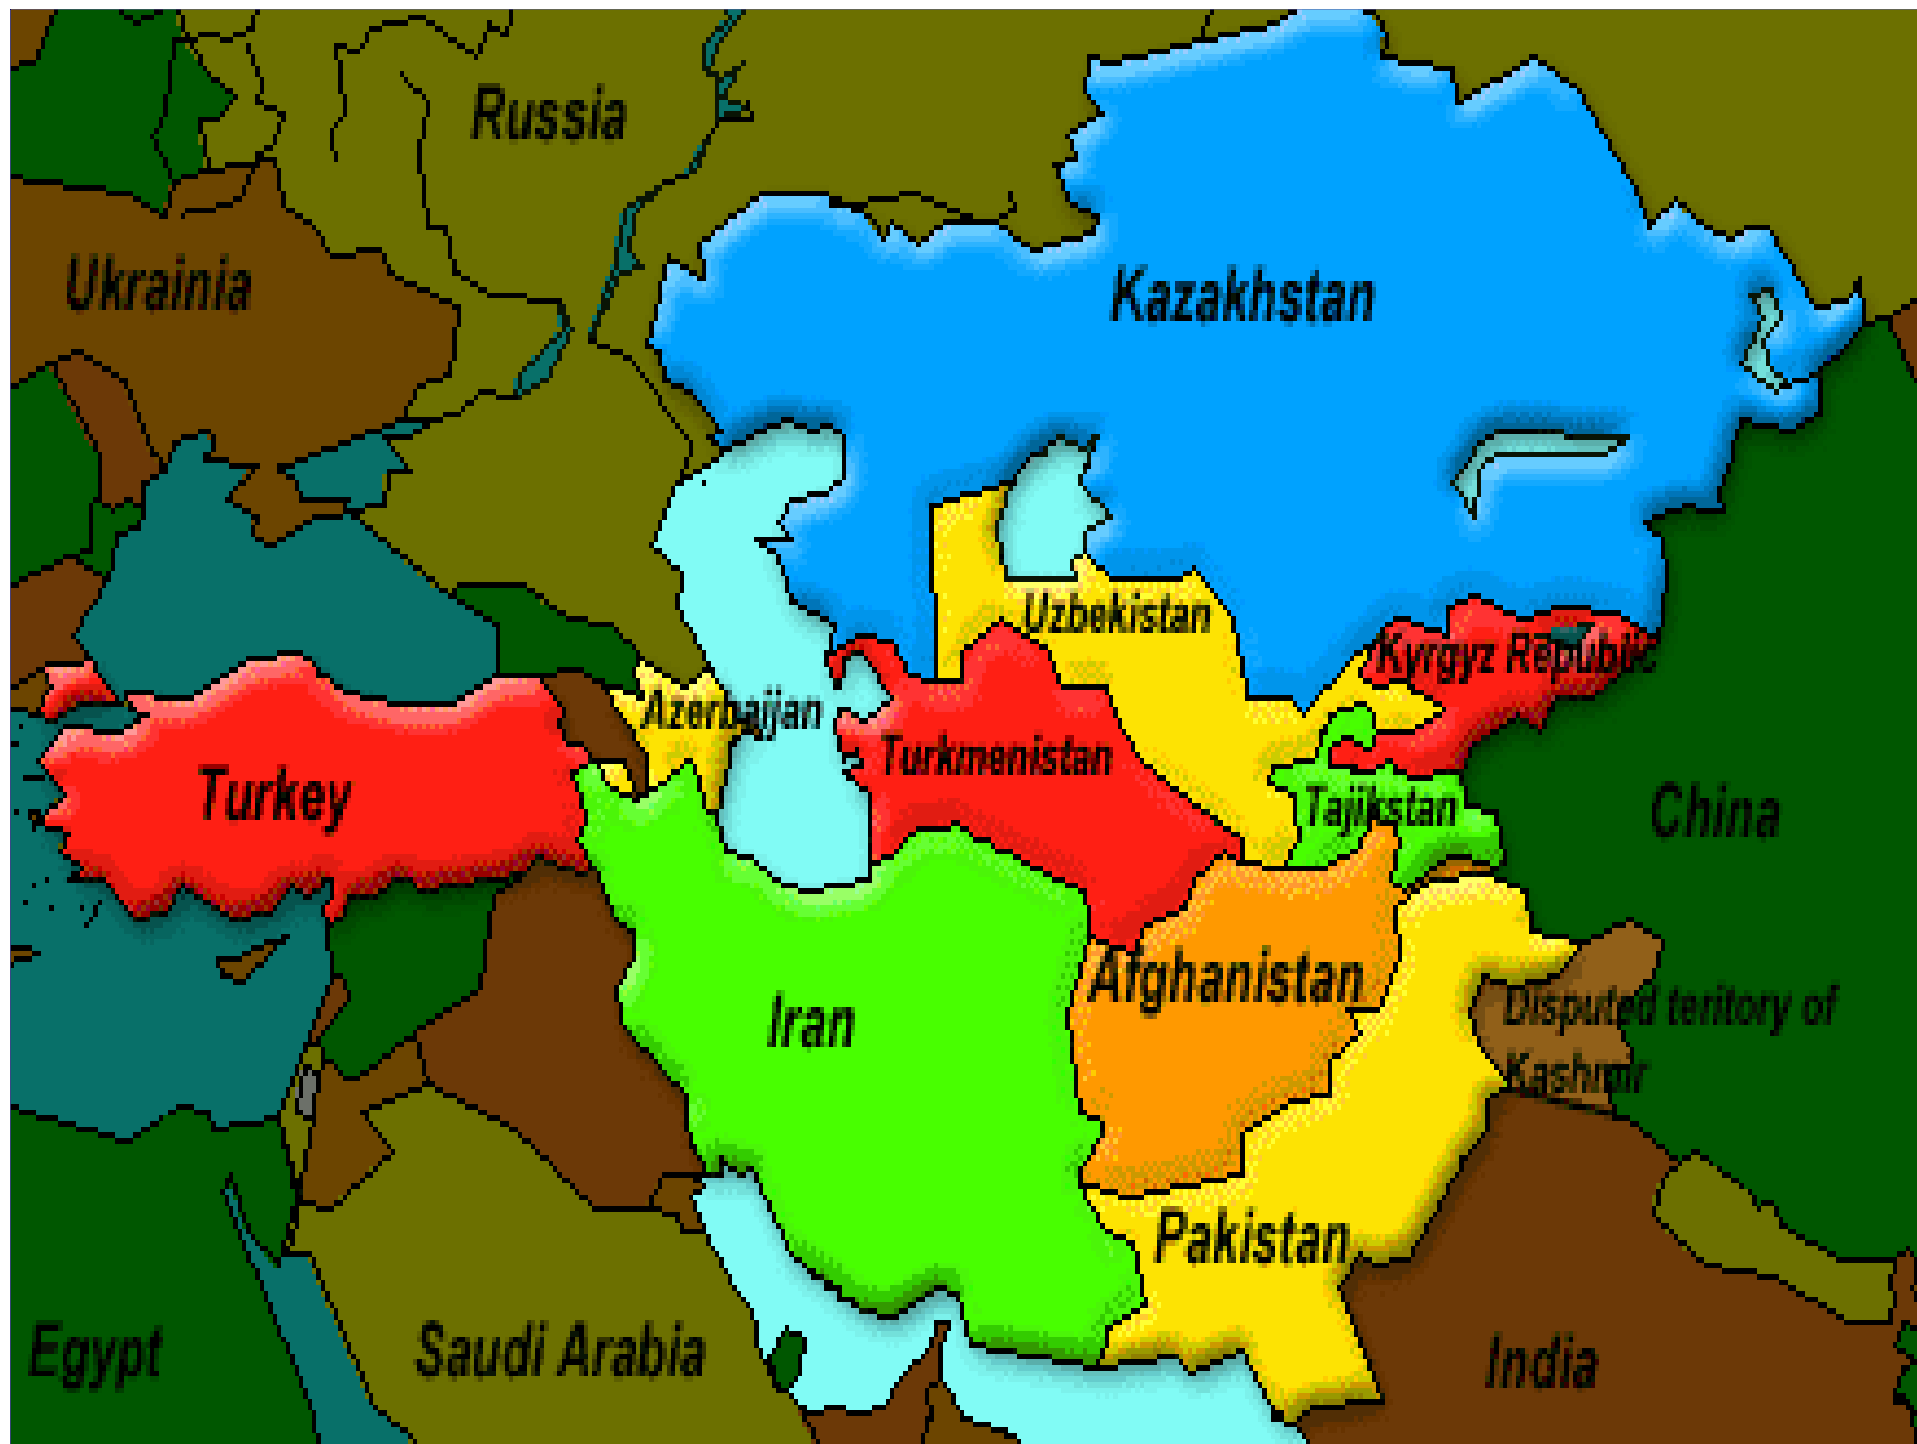 Russia
Ukrainia
Kazakhstan
Uzbekistan
Kyrgyz Republic
Azerbaijan
Turkmenistan
Turkey
Tajikstan
China
Afghanistan
Iran
Disputed teritory of
Kashmir
Pakistan
Egypt
Saudi Arabia
India